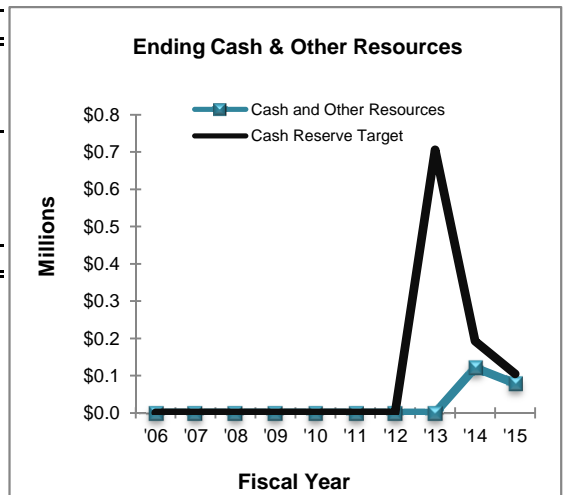 Ending Cash & Other Resources
Cash and Other Resources
Cash Reserve Target
Millions
$0.8
$0.7
$0.6
$0.5
$0.4
$0.3
$0.2
$0.1
$0.0
'06 '07 '08 '09 '10 '11 '12 '13 '14 '15
Fiscal Year